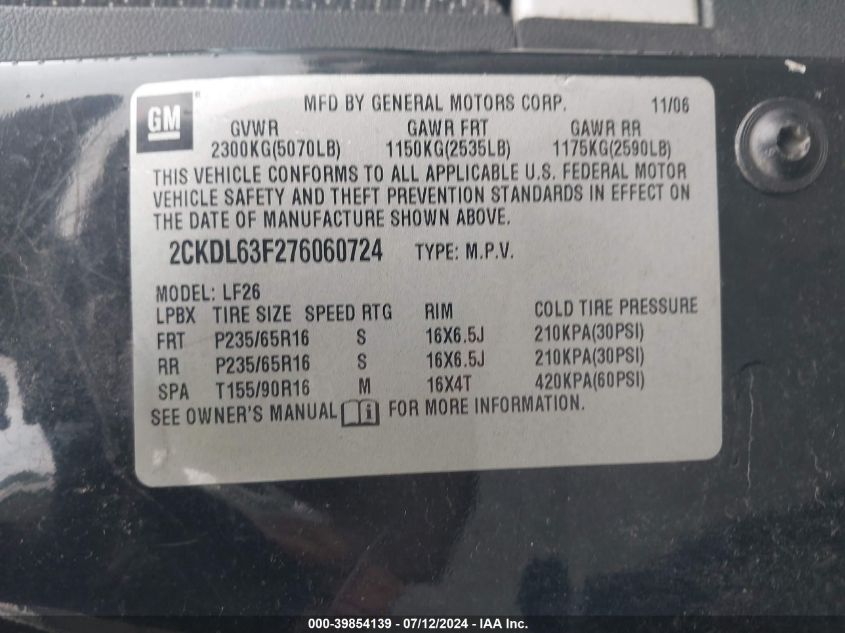 GM
MFD BY GENERAL MOTORS CORP. 11/06
GVWR GAWR FRT GAWR RR
2300KG(5070LB) 1150KG(2535LB) 1175KG(2590LB)
THIS VEHICLE CONFORMS TO ALL APPLICABLE U.S. FEDERAL MOTOR
VEHICLE SAFETY AND THEFT PREVENTION STANDARDS IN EFFECT ON
THE DATE OF MANUFACTURE SHOWN ABOVE.
2CKDL63F276060724 TYPE: M.P.V.
MODEL: LF26
LPBX TIRE SIZE SPEED RTG RIM COLD TIRE PRESSURE
FRT P235/65R16 S 16X6.5J 210KPA(30PSI)
RR P235/65R16 S 16X6.5J 210KPA(30PSI)
SPA T155/90R16 M 16X4T 420KPA(60PSI)
SEE OWNER'S MANUAL i FOR MORE INFORMATION.
000-39854139 - 07/12/2024 - IAA Inc.